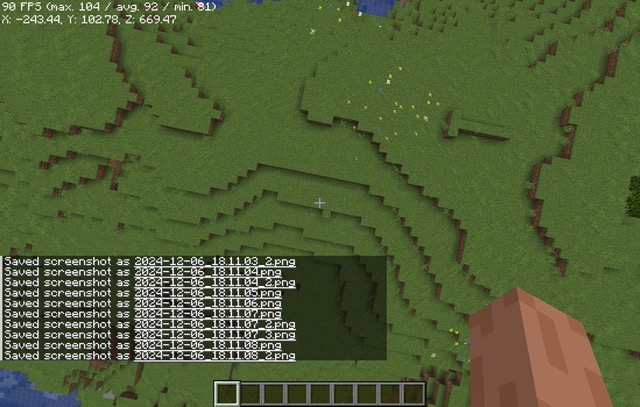 90 FPS (max. 104 / avg. 92 / min. 81)
X: -243.44, Y: 102.78, Z: 669.47
Saved screenshot as 2024-12-06_18.11.03_2.png
Saved screenshot as 2024-12-06_18.11.04.png
Saved screenshot as 2024-12-06_18.11.04_2.png
Saved screenshot as 2024-12-06_18.11.05.png
Saved screenshot as 2024-12-06_18.11.06.png
Saved screenshot as 2024-12-06_18.11.07.png
Saved screenshot as 2024-12-06_18.11.07_2.png
Saved screenshot as 2024-12-06_18.11.07_3.png
Saved screenshot as 2024-12-06_18.11.08.png
Saved screenshot as 2024-12-06_18.11.08_2.png